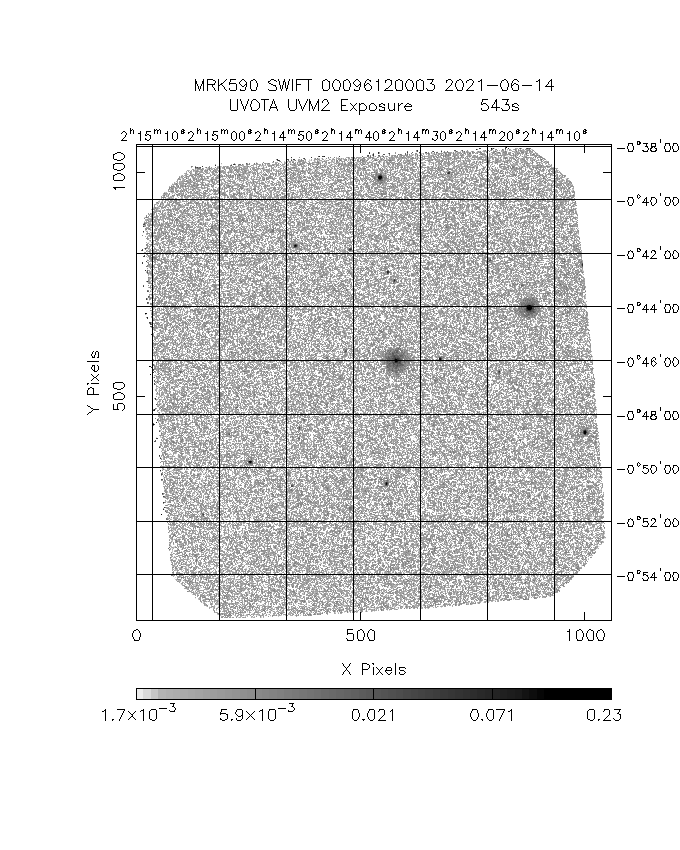 MRK590 SWIFT 00096120003 2021-06-14
UVOTA UVM2 Exposure 543s
2ʰ15ᵐ10ˢ 2ʰ15ᵐ00ˢ 2ʰ14ᵐ50ˢ 2ʰ14ᵐ40ˢ 2ʰ14ᵐ30ˢ 2ʰ14ᵐ20ˢ 2ʰ14ᵐ10ˢ
-0°38'00
1000
-0°40'00
-0°42'00
-0°44'00
-0°46'00
Y Pixels
500
-0°48'00
-0°50'00
-0°52'00
-0°54'00
0 500 1000
X Pixels
1.7×10⁻³ 5.9×10⁻³ 0.021 0.071 0.23